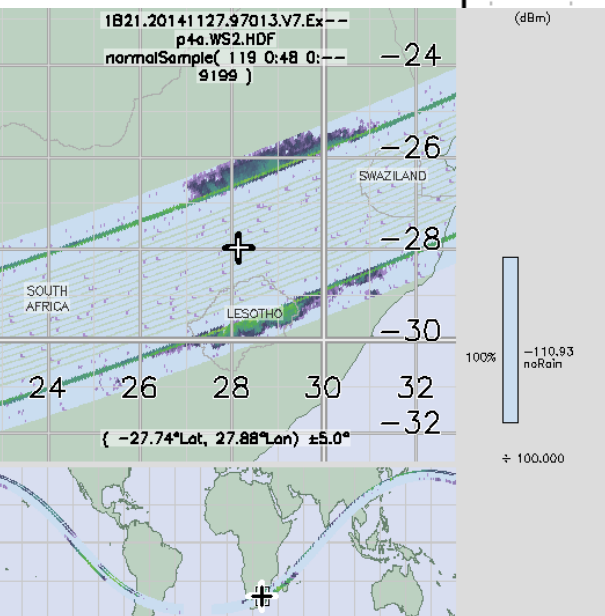 (dBm)
1B21.20141127.97013.V7.Ex--
p4a.WS2.HDF
normalSample( 119 0:48 0:--
9199 )
-24
-26
SWAZILAND
-28
SOUTH
AFRICA
LESOTHO
-30
24 26 28 30 32
-32
( -27.74°Lat, 27.88°Lon) ±5.0°
100%
-110.93
noRain
÷ 100.000